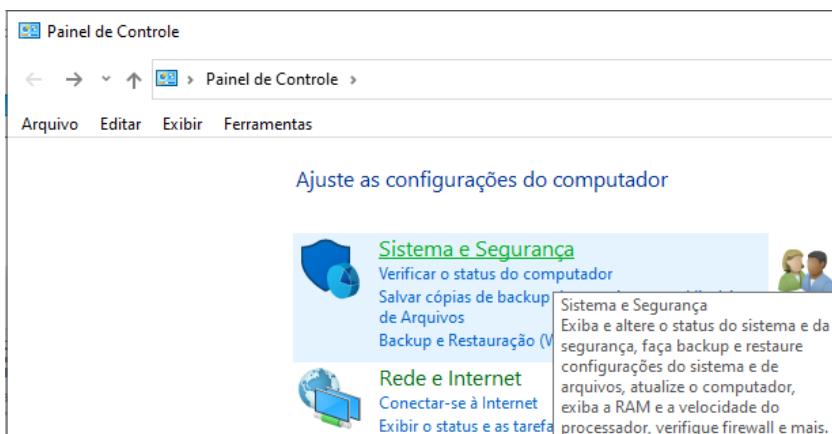 Painel de Controle
Painel de Controle
Arquivo Editar Exibir Ferramentas
Ajuste as configurações do computador
Sistema e Segurança
Verificar o status do computador
Salvar cópias de backup
de Arquivos
Backup e Restauração
Sistema e Segurança
Exiba e altere o status do sistema e da
segurança, faça backup e restaure
configurações do sistema e de
arquivos, atualize o computador,
exiba a RAM e a velocidade do
processador, verifique firewall e mais.
Rede e Internet
Conectar-se à Internet
Exibir o status e as